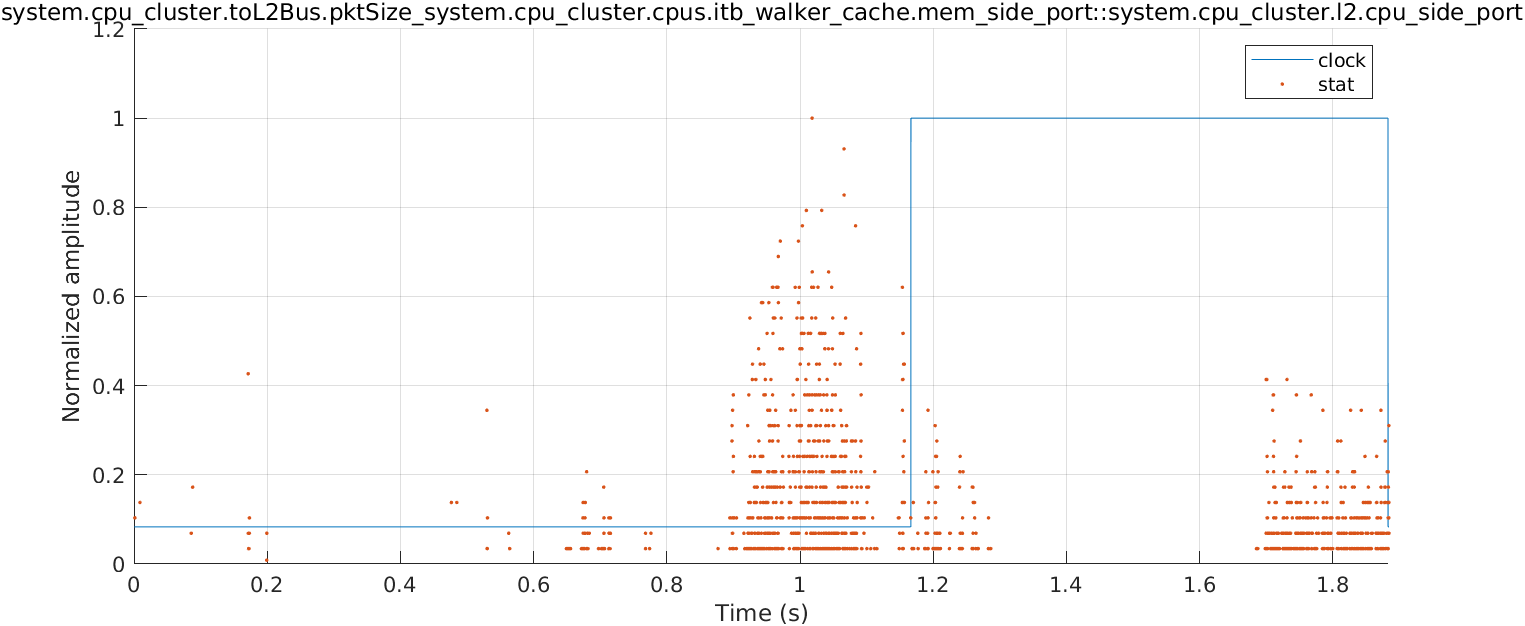 system.cpu_cluster.toL2Bus.pktSize_system.cpu_cluster.cpus.itb_walker_cache.mem_side_port::system.cpu_cluster.l2.cpu_side_port
1.2
clock
stat
1
0.8
0.6
0.4
0.2
0
Normalized amplitude
0 0.2 0.4 0.6 0.8 1 1.2 1.4 1.6 1.8
Time (s)